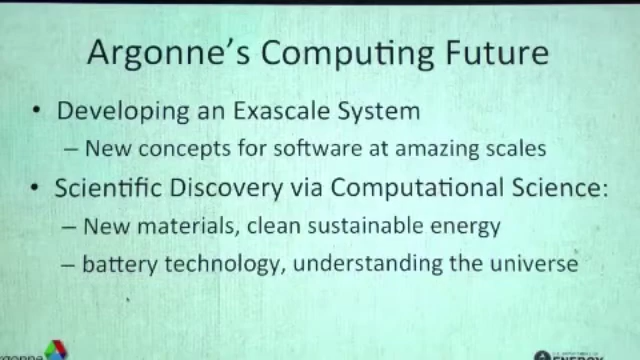 Argonne's Computing Future
• Developing an Exascale System
– New concepts for software at amazing scales
• Scientific Discovery via Computational Science:
– New materials, clean sustainable energy
– battery technology, understanding the universe
ENERGY